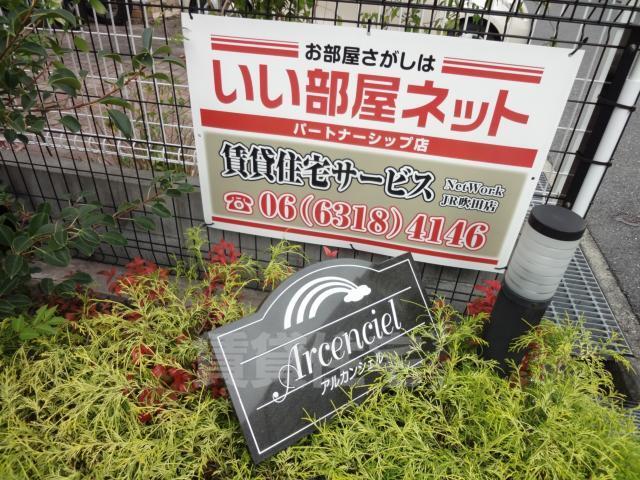 お部屋さがしは
いい部屋ネット
パートナーシップ店
賃貸住宅サービス
NetWork
JR吹田店
☎06(6318)4146
Arcenciel
アルカンシェル